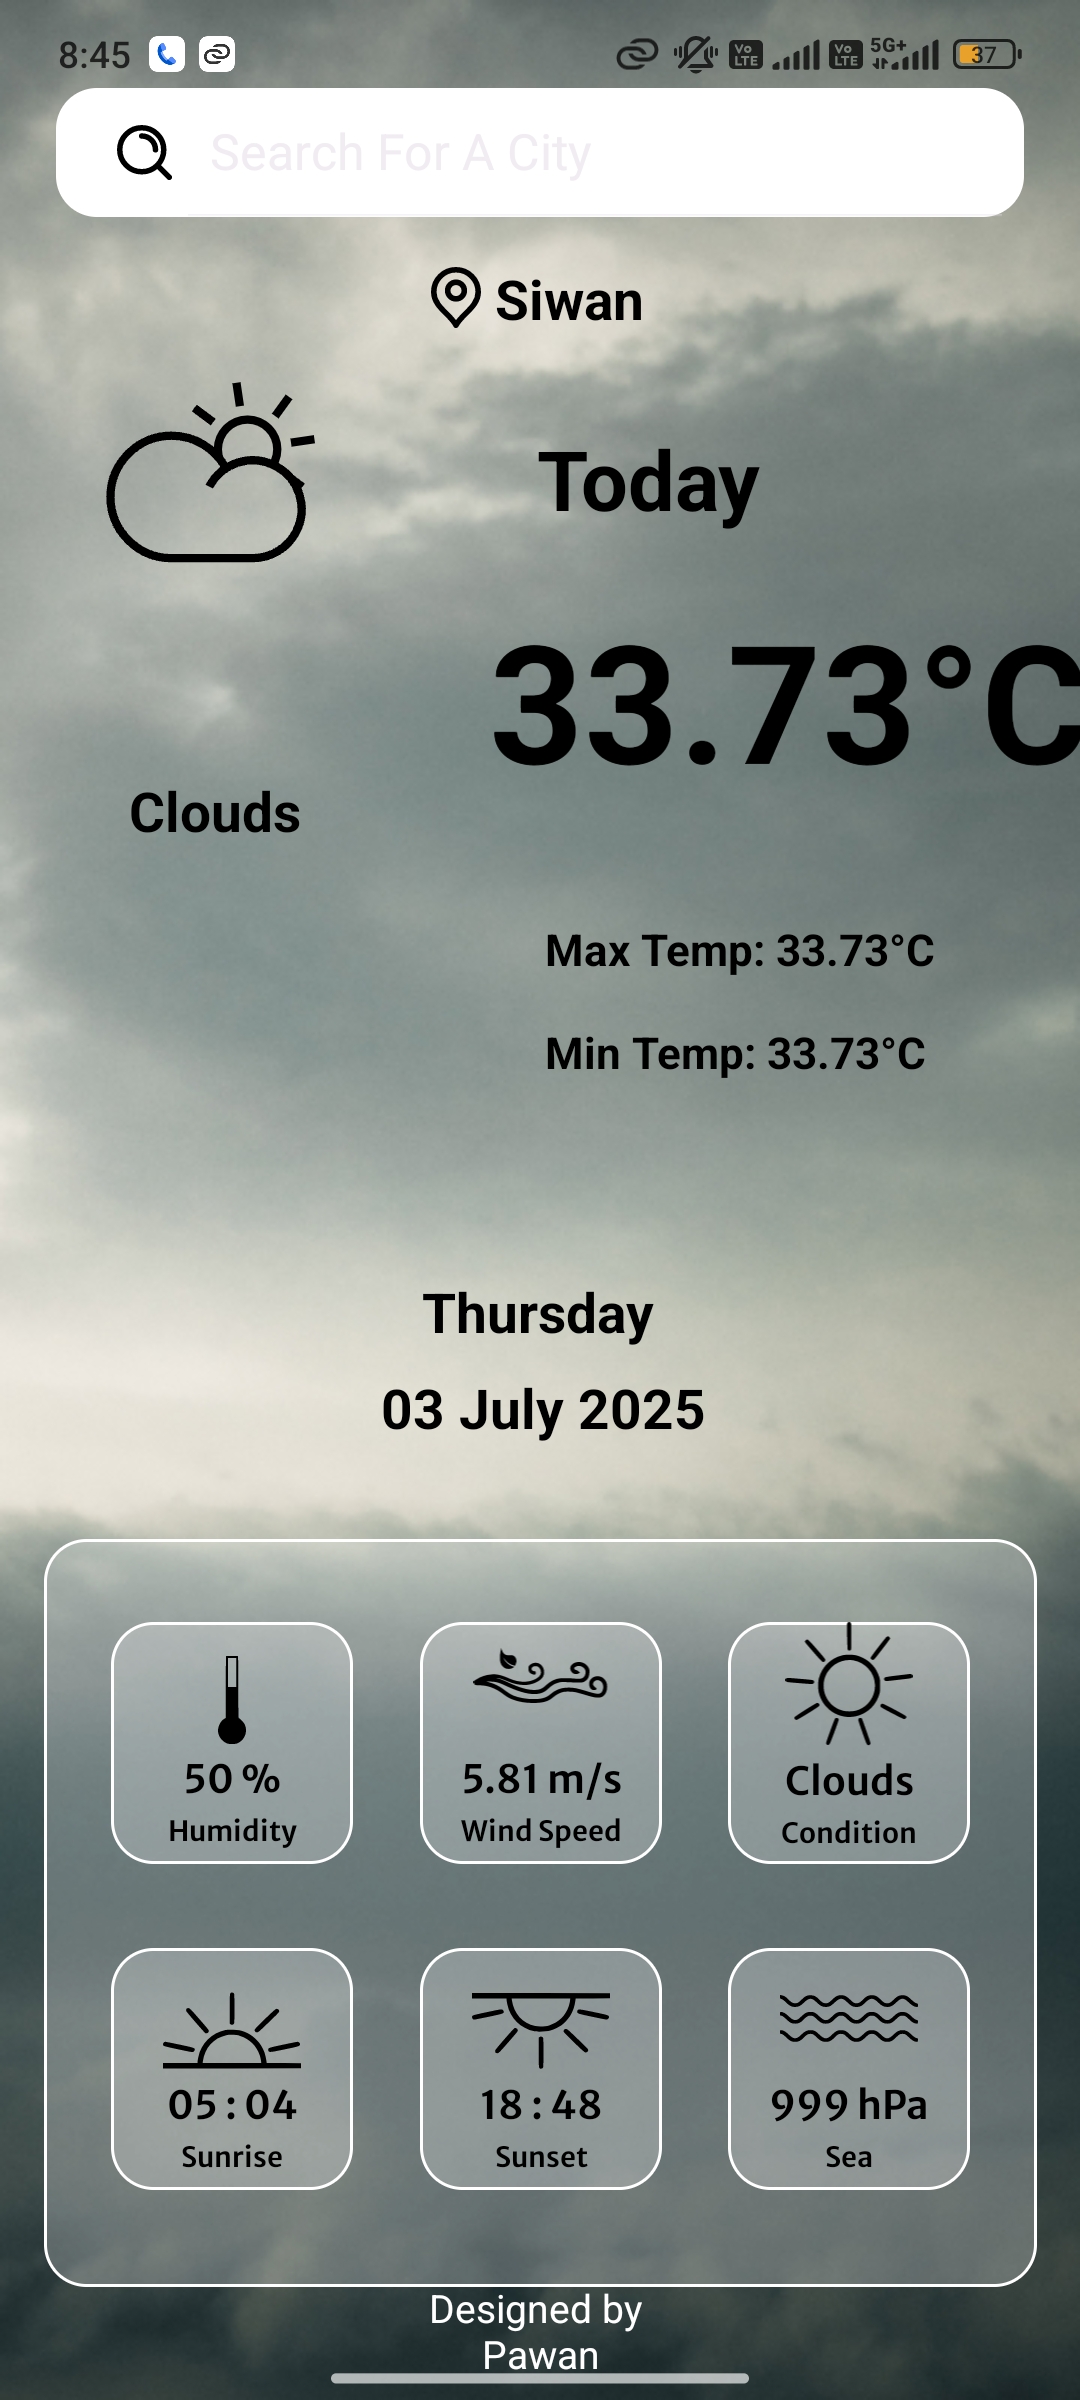 8:45
Vo LTE Vo LTE 5G+ 37
Search For A City
Siwan
Today
33.73°C
Clouds
Max Temp: 33.73°C
Min Temp: 33.73°C
Thursday
03 July 2025
50 % 5.81 m/s Clouds
Humidity Wind Speed Condition
05 : 04 18 : 48 999 hPa
Sunrise Sunset Sea
Designed by
Pawan